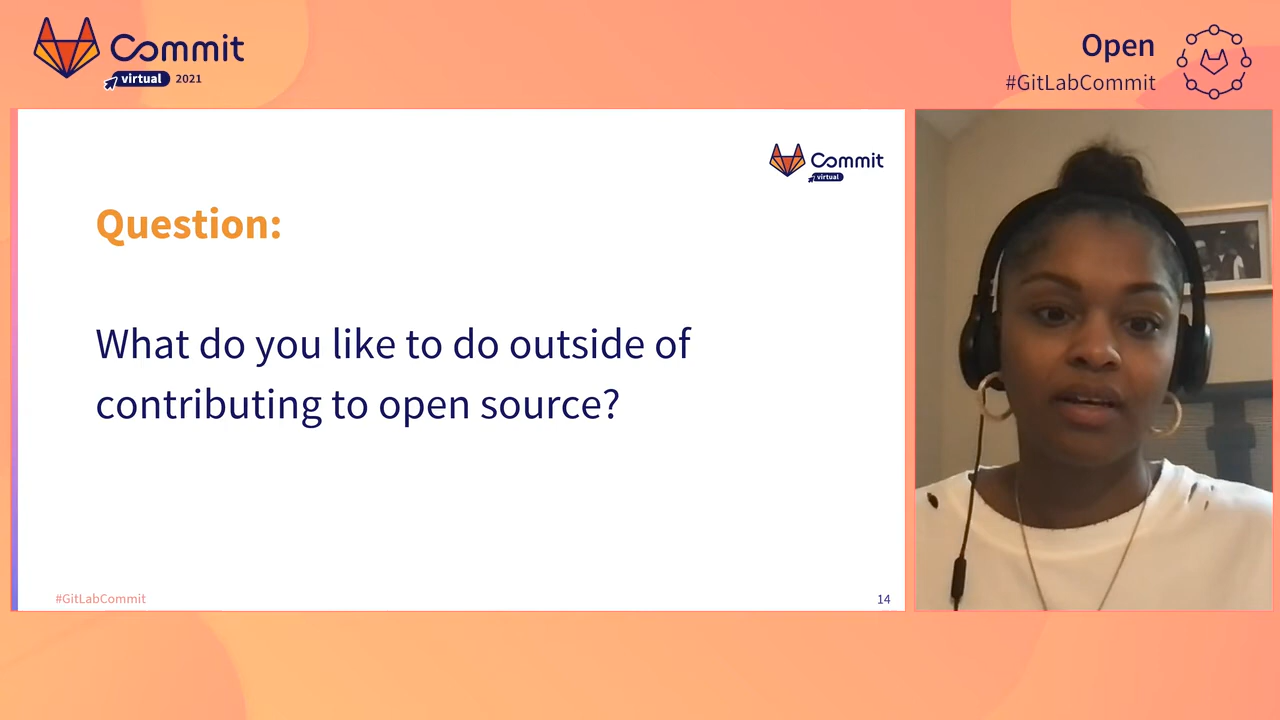 Commit
virtual 2021
Open
#GitLabCommit
Commit
virtual
Question:
What do you like to do outside of
contributing to open source?
#GitLabCommit
14